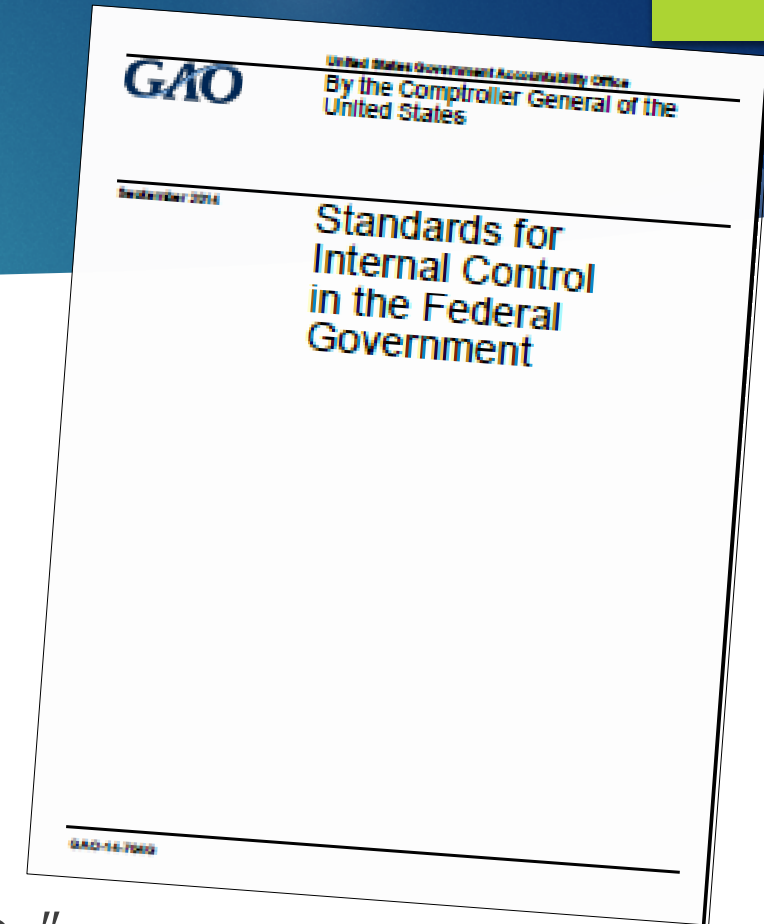 GAO
United States Government Accountability Office
By the Comptroller General of the
United States
September 2014
Standards for
Internal Control
in the Federal
Government
GAO-14-704G
"